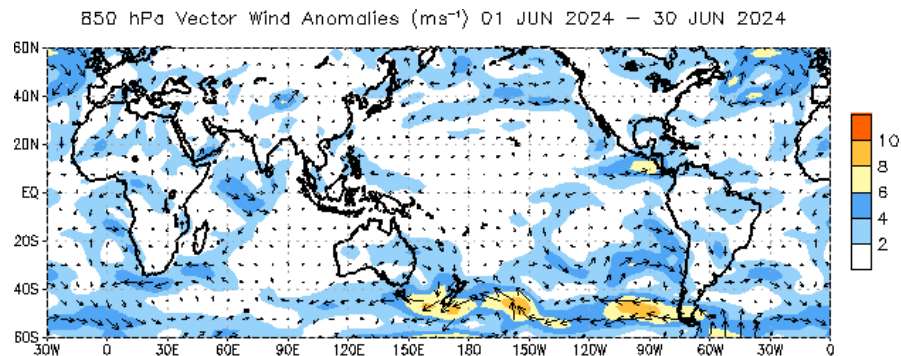 850 hPa Vector Wind Anomalies (ms⁻¹) 01 JUN 2024 – 30 JUN 2024
60N
40N
20N
EQ
20S
40S
60S
30W 0 30E 60E 90E 120E 150E 180 150W 120W 90W 60W 30W 0
10
8
6
4
2